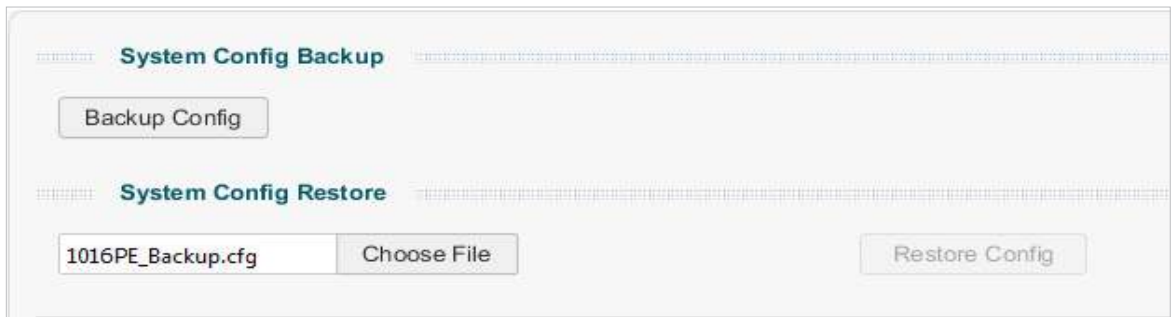 System Config Backup
Backup Config
System Config Restore
1016PE_Backup.cfg Choose File Restore Config